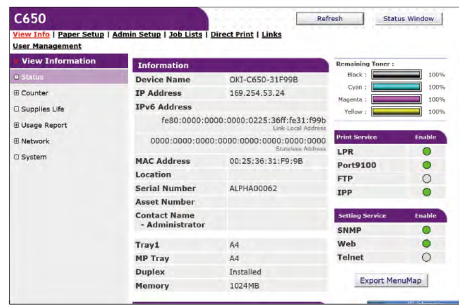 C650
Refresh
Status Window
View Info | Paper Setup | Admin Setup | Job Lists | Direct Print | Links
User Management
View Information
Status
Counter
Supplies Life
Usage Report
Network
System
Information
Device Name OKI-C650-31F99B
IP Address 169.254.53.24
IPv6 Address
fe80:0000:0000:0000:0225:36ff:fe31:f99b
Link Local Address
0000:0000:0000:0000:0000:0000:0000:0000
Stateless Address
MAC Address 00:25:36:31:F9:9B
Location
Serial Number ALPHA00062
Asset Number
Contact Name
- Administrator
Tray1 A4
MP Tray A4
Duplex Installed
Memory 1024MB
Remaining Toner :
Black : 100%
Cyan : 100%
Magenta : 100%
Yellow : 100%
Print Service Enable
LPR
Port9100
FTP
IPP
Setting Service Enable
SNMP
Web
Telnet
Export MenuMap